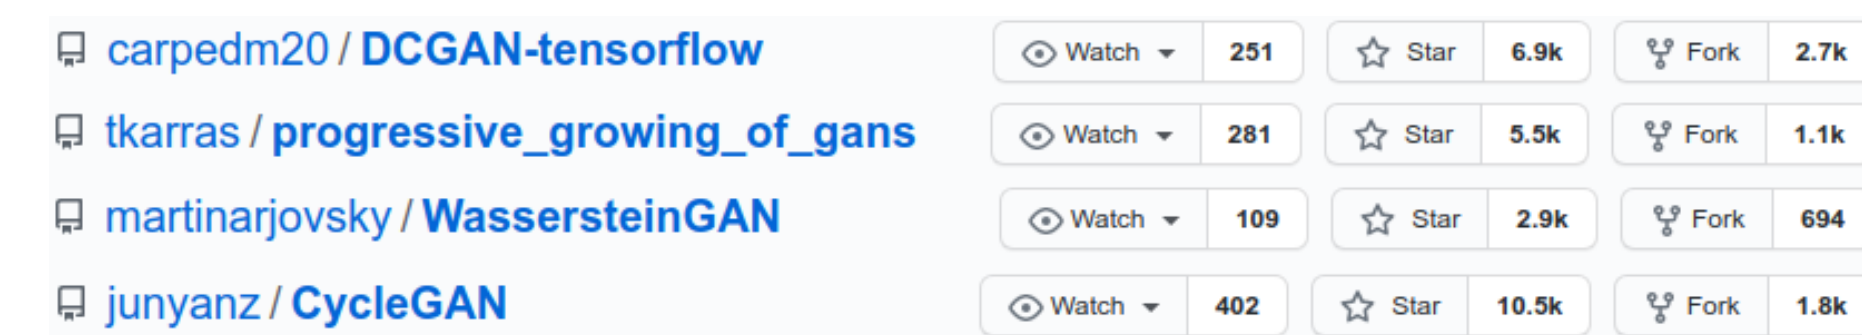 carpedm20 / DCGAN-tensorflow Watch 251 Star 6.9k Fork 2.7k
tkarras / progressive_growing_of_gans Watch 281 Star 5.5k Fork 1.1k
martinarjovsky / WassersteinGAN Watch 109 Star 2.9k Fork 694
junyanz / CycleGAN Watch 402 Star 10.5k Fork 1.8k